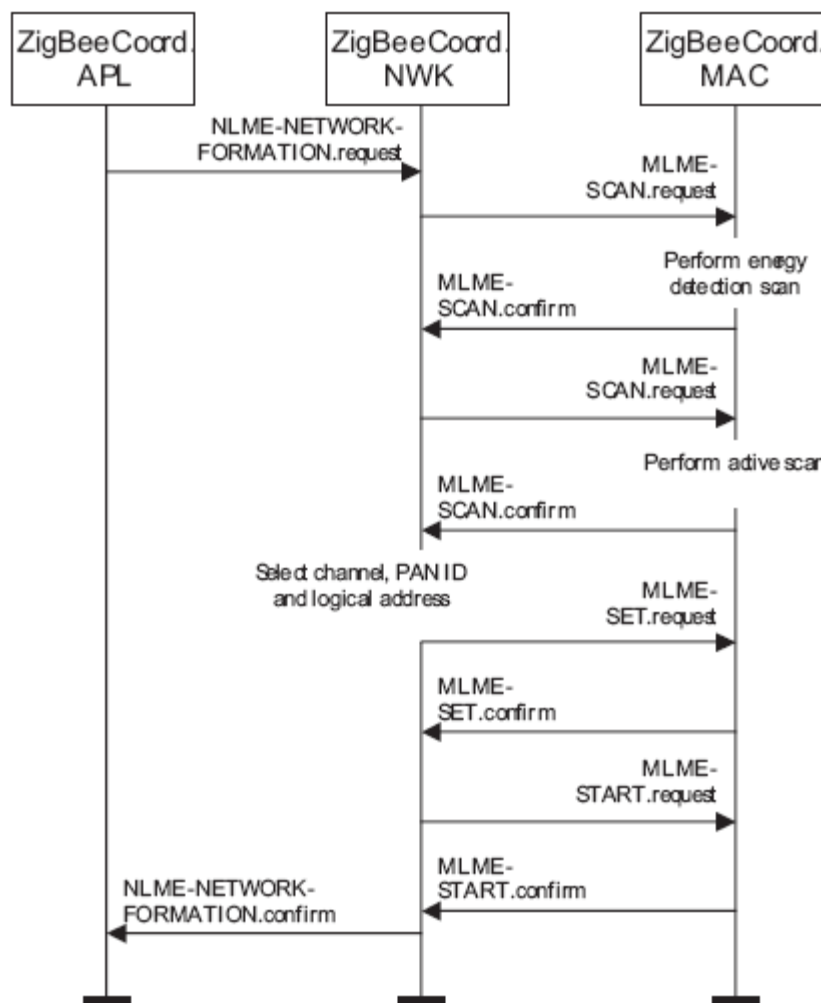 ZigBeeCoord.
APL
ZigBeeCoord.
NWK
ZigBeeCoord.
MAC
NLME-NETWORK-
FORMATION.request
MLME-
SCAN.request
Perform energy
detection scan
MLME-
SCAN.confirm
MLME-
SCAN.request
Perform active scan
MLME-
SCAN.confirm
Select channel, PAN ID
and logical address
MLME-
SET.request
MLME-
SET.confirm
MLME-
START.request
MLME-
START.confirm
NLME-NETWORK-
FORMATION.confirm